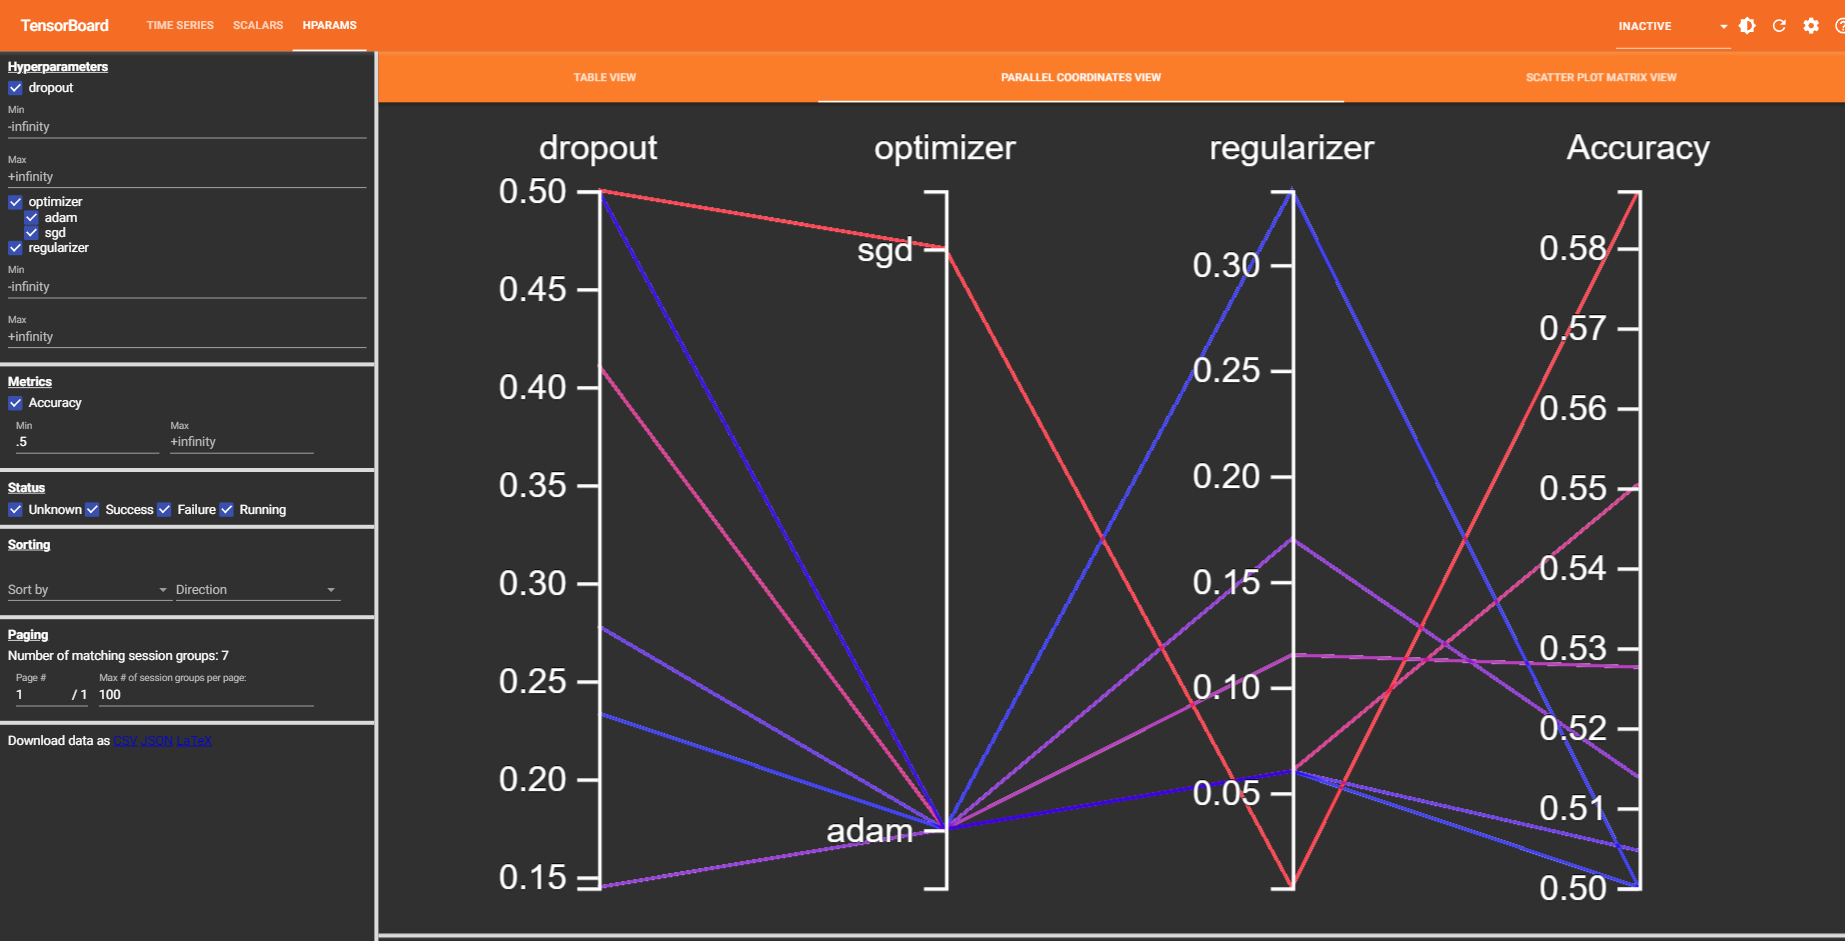 TensorBoard TIME SERIES SCALARS HPARAMS INACTIVE
Hyperparameters
dropout
Min
-infinity
Max
+infinity
optimizer
adam
sgd
regularizer
Min
-infinity
Max
+infinity
Metrics
Accuracy
Min Max
.5 +infinity
Status
Unknown Success Failure Running
Sorting
Sort by Direction
Paging
Number of matching session groups: 7
Page # Max # of session groups per page:
1 / 1 100
Download data as CSV JSON LaTeX
TABLE VIEW PARALLEL COORDINATES VIEW SCATTER PLOT MATRIX VIEW
dropout optimizer regularizer Accuracy
0.50
0.45
0.40
0.35
0.30
0.25
0.20
0.15
sgd
adam
0.30
0.25
0.20
0.15
0.10
0.05
0.58
0.57
0.56
0.55
0.54
0.53
0.52
0.51
0.50